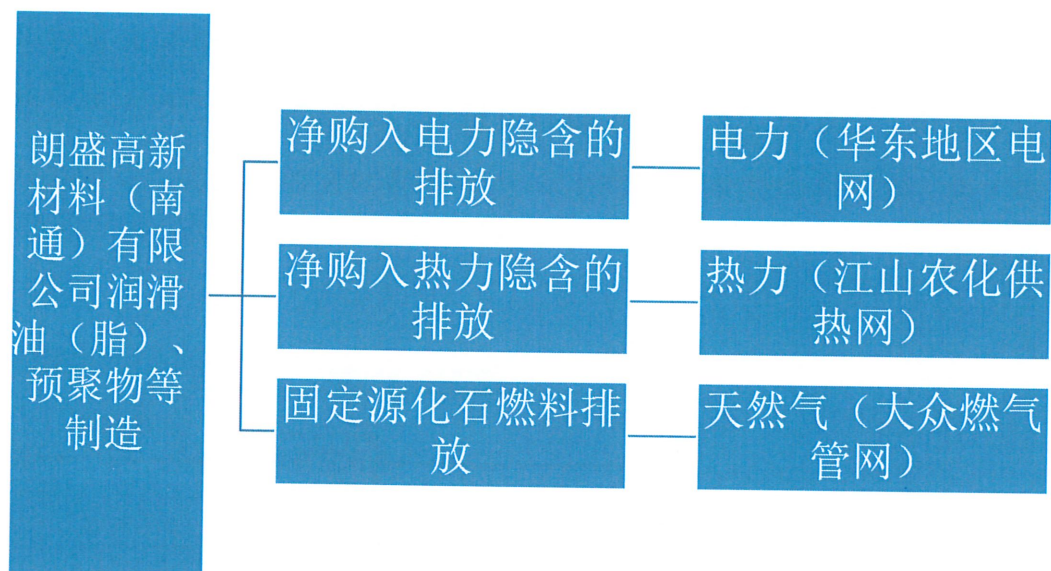 朗盛高新
材料（南
通）有限
公司润滑
油（脂）、
预聚物等
制造
净购入电力隐含的
排放
电力（华东地区电
网）
净购入热力隐含的
排放
热力（江山农化供
热网）
固定源化石燃料排
放
天然气（大众燃气
管网）